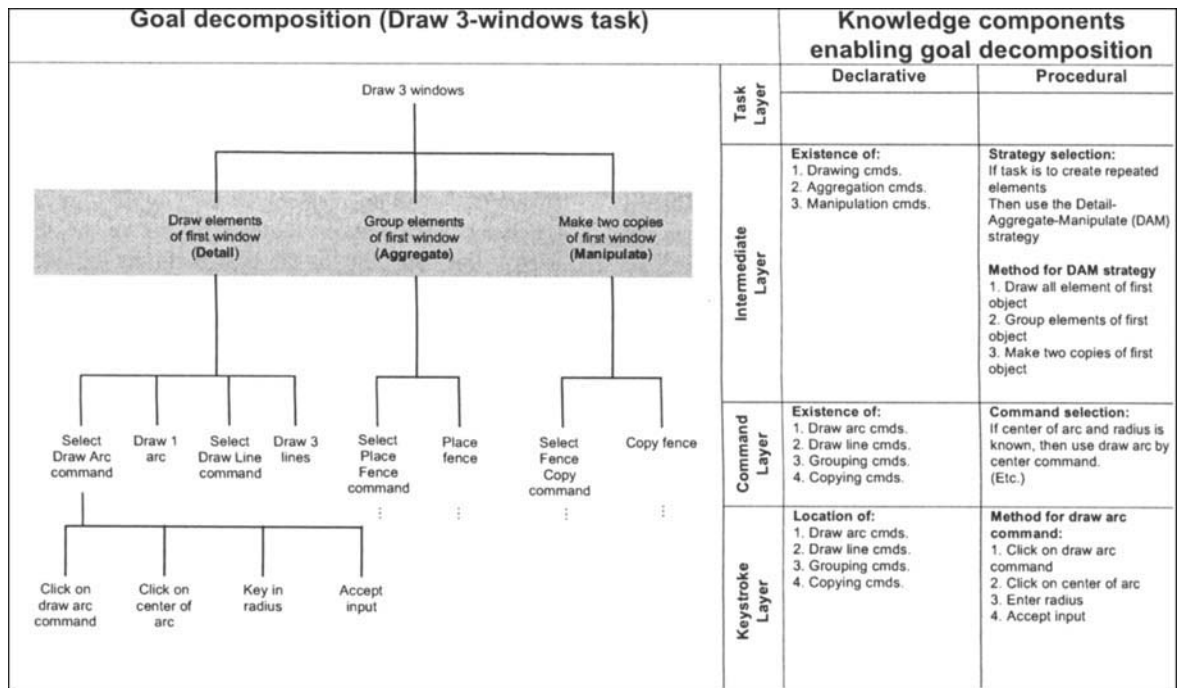 Goal decomposition (Draw 3-windows task)
Knowledge components
enabling goal decomposition
Declarative
Procedural
Draw 3 windows
Task
Layer
Draw elements
of first window
(Detail)
Group elements
of first window
(Aggregate)
Make two copies
of first window
(Manipulate)
Intermediate
Layer
Existence of:
1. Drawing cmds.
2. Aggregation cmds.
3. Manipulation cmds.
Strategy selection:
If task is to create repeated
elements
Then use the Detail-
Aggregate-Manipulate (DAM)
strategy
Method for DAM strategy
1. Draw all element of first
object
2. Group elements of first
object
3. Make two copies of first
object
Select
Draw Arc
command
Draw 1
arc
Select
Draw Line
command
Draw 3
lines
Select
Place
Fence
command
Place
fence
Select
Fence
Copy
command
Copy fence
Command
Layer
Existence of:
1. Draw arc cmds.
2. Draw line cmds.
3. Grouping cmds.
4. Copying cmds.
Command selection:
If center of arc and radius is
known, then use draw arc by
center command.
(Etc.)
Click on
draw arc
command
Click on
center of
arc
Key in
radius
Accept
input
Keystroke
Layer
Location of:
1. Draw arc cmds.
2. Draw line cmds.
3. Grouping cmds.
4. Copying cmds.
Method for draw arc
command:
1. Click on draw arc
command
2. Click on center of arc
3. Enter radius
4. Accept input